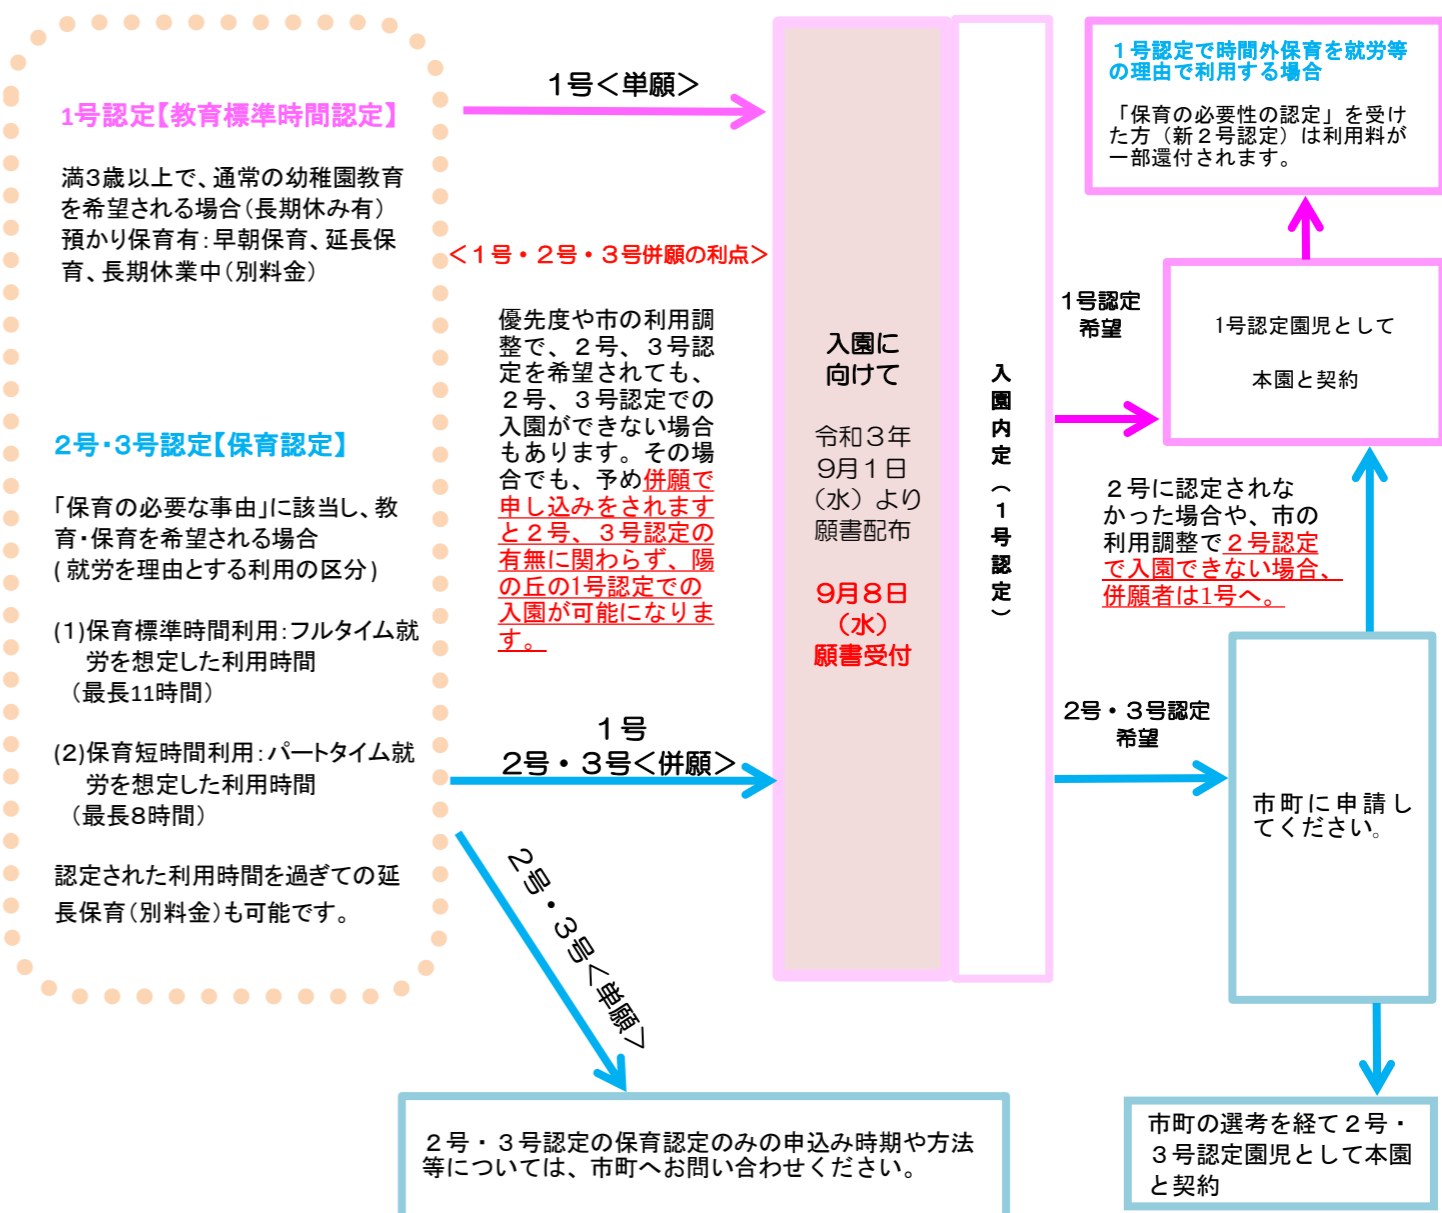 1号認定【教育標準時間認定】
満3歳以上で、通常の幼稚園教育
を希望される場合(長期休み有)
預かり保育有:早朝保育、延長保
育、長期休業中(別料金)
2号・3号認定【保育認定】
「保育の必要な事由」に該当し、教
育・保育を希望される場合
(就労を理由とする利用の区分)
(1)保育標準時間利用:フルタイム就
労を想定した利用時間
(最長11時間)
(2)保育短時間利用:パートタイム就
労を想定した利用時間
(最長8時間)
認定された利用時間を過ぎての延
長保育(別料金)も可能です。
1号<単願>
<1号・2号・3号併願の利点>
優先度や市の利用調
整で、2号、3号認
定を希望されても、
2号、3号認定での
入園ができない場合
もあります。その場
合でも、予め併願で
申し込みをされます
と2号、3号認定の
有無に関わらず、陽
の丘の1号認定での
入園が可能になりま
す。
1号
2号・3号<併願>
2号・3号<単願>
入園に
向けて
令和3年
9月1日
(水)より
願書配布
9月8日
(水)
願書受付
入園内定(1号認定)
1号認定
希望
2号・3号認定
希望
1号認定で時間外保育を就労等
の理由で利用する場合
「保育の必要性の認定」を受け
た方(新2号認定)は利用料が
一部還付されます。
1号認定園児として
本園と契約
2号に認定されな
かった場合や、市の
利用調整で2号認定
で入園できない場合、
併願者は1号へ。
市町に申請し
てください。
市町の選考を経て2号・
3号認定園児として本園
と契約
2号・3号認定の保育認定のみの申込み時期や方法
等については、市町へお問い合わせください。